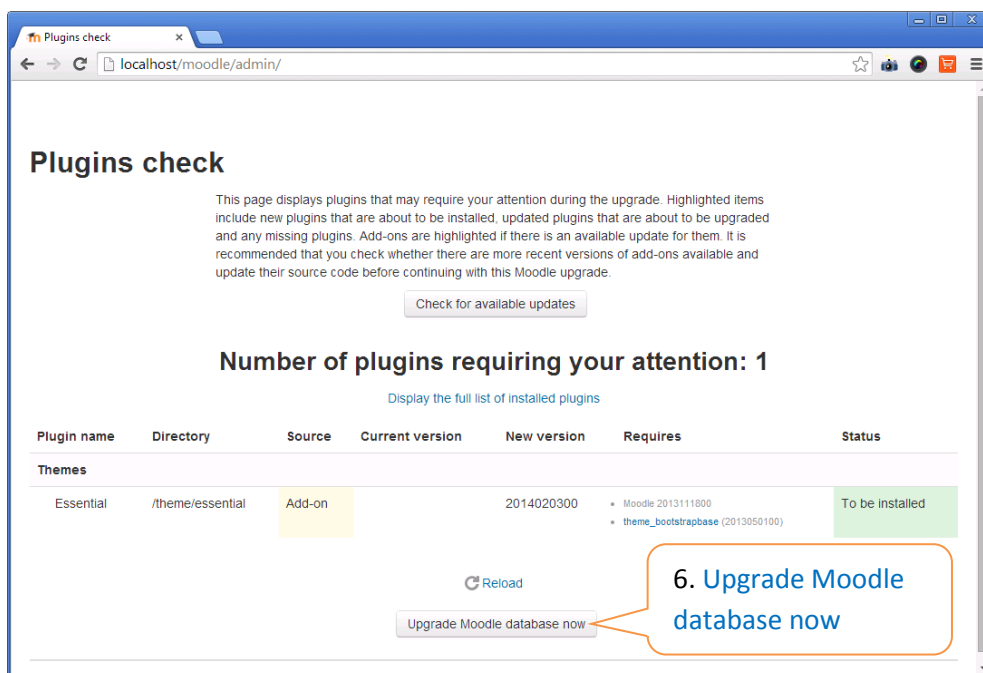 Plugins check
localhost/moodle/admin/
Plugins check
This page displays plugins that may require your attention during the upgrade. Highlighted items
include new plugins that are about to be installed, updated plugins that are about to be upgraded
and any missing plugins. Add-ons are highlighted if there is an available update for them. It is
recommended that you check whether there are more recent versions of add-ons available and
update their source code before continuing with this Moodle upgrade.
Check for available updates
Number of plugins requiring your attention: 1
Display the full list of installed plugins
Plugin name Directory Source Current version New version Requires Status
Themes
Essential /theme/essential Add-on 2014020300 Moodle 2013111800 To be installed
theme_bootstrapbase (2013050100)
Reload
Upgrade Moodle database now
6. Upgrade Moodle
database now